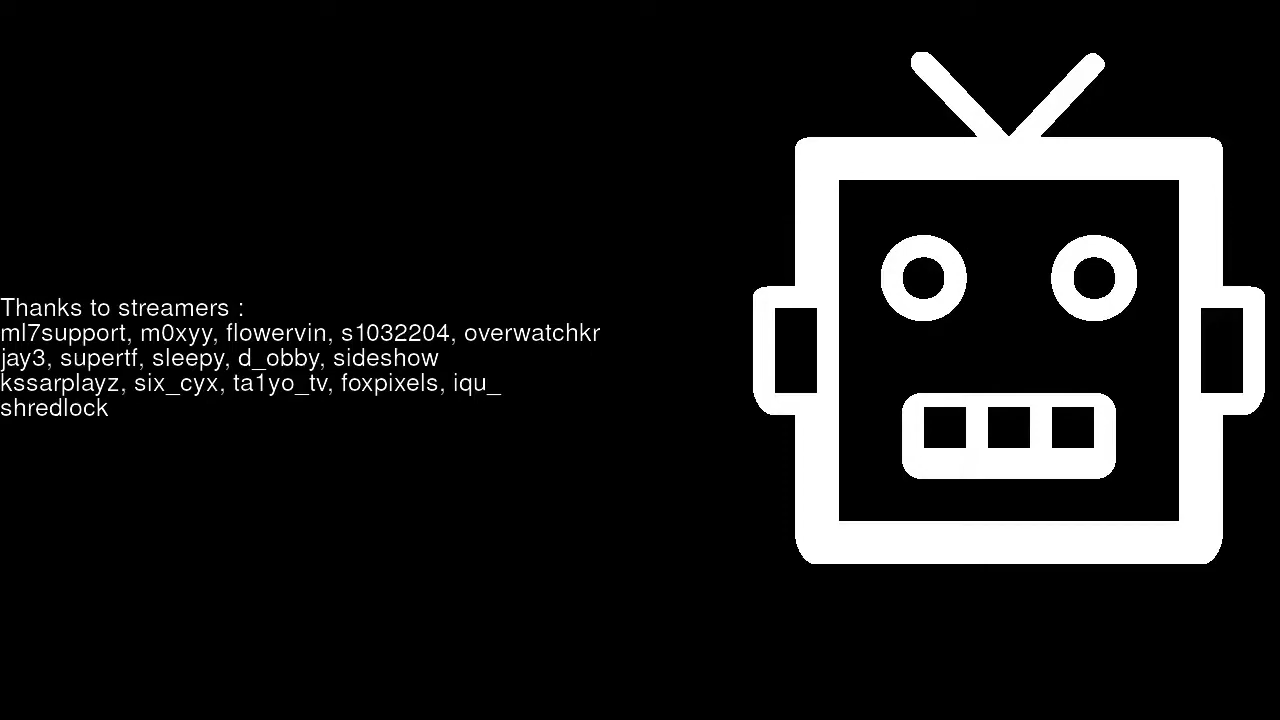 Thanks to streamers :
ml7support, m0xyy, flowervin, s1032204, overwatchkr
jay3, supertf, sleepy, d_obby, sideshow
kssarplayz, six_cyx, ta1yo_tv, foxpixels, iqu_
shredlock